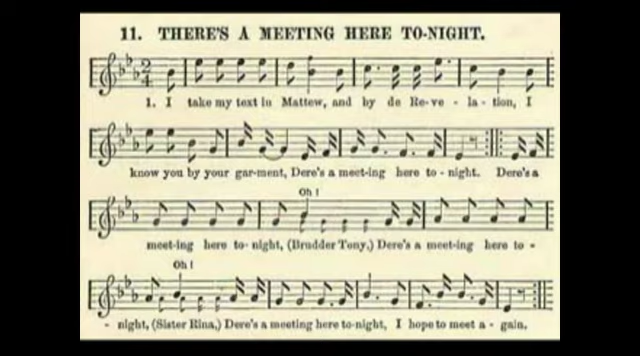 11. THERE'S A MEETING HERE TO-NIGHT.
1. I take my text in Mattew, and by de Re-ve - la - tion, I
know you by your gar-ment, Dere's a meet-ing here to - night. Dere's a
Oh !
meet-ing here to- night, (Brudder Tony,) Dere's a meet-ing here to -
Oh !
- night, (Sister Rina,) Dere's a meeting here to-night, I hope to meet a - gain.